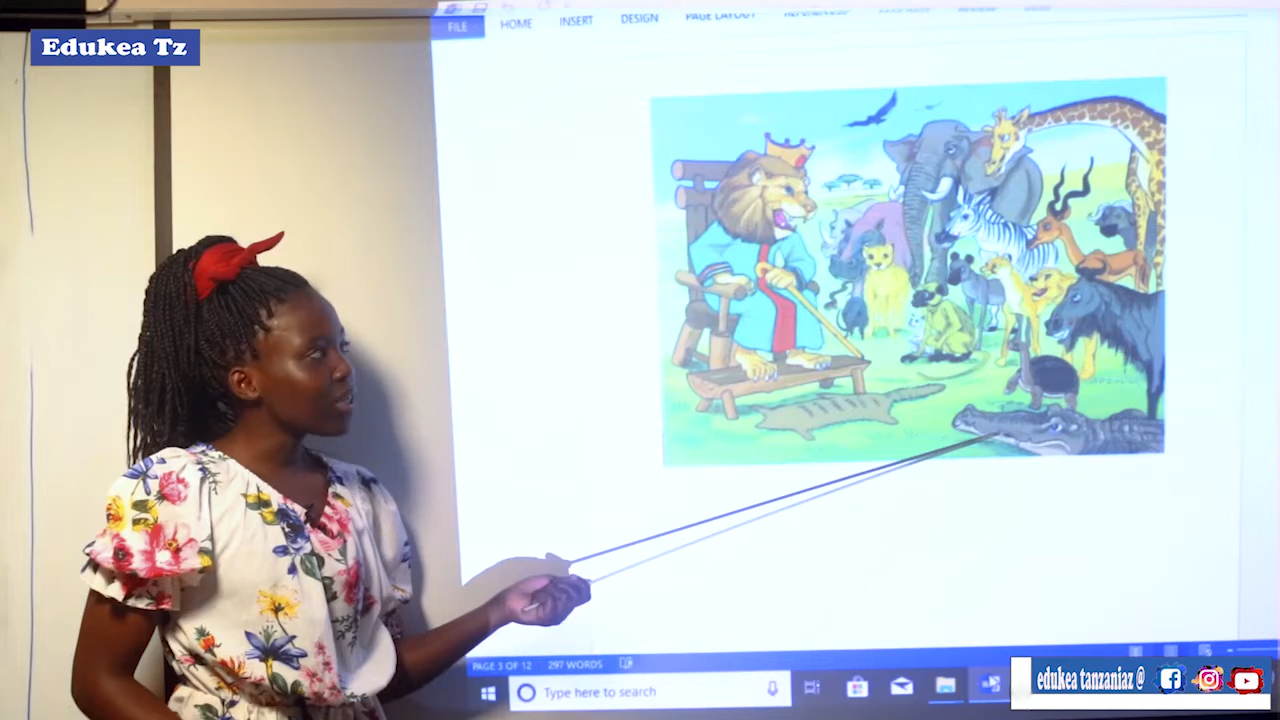 Edukea Tz
FILE HOME INSERT DESIGN PAGE LAYOUT
PAGE 3 OF 12 297 WORDS
Type here to search
edukea tanzaniaz @